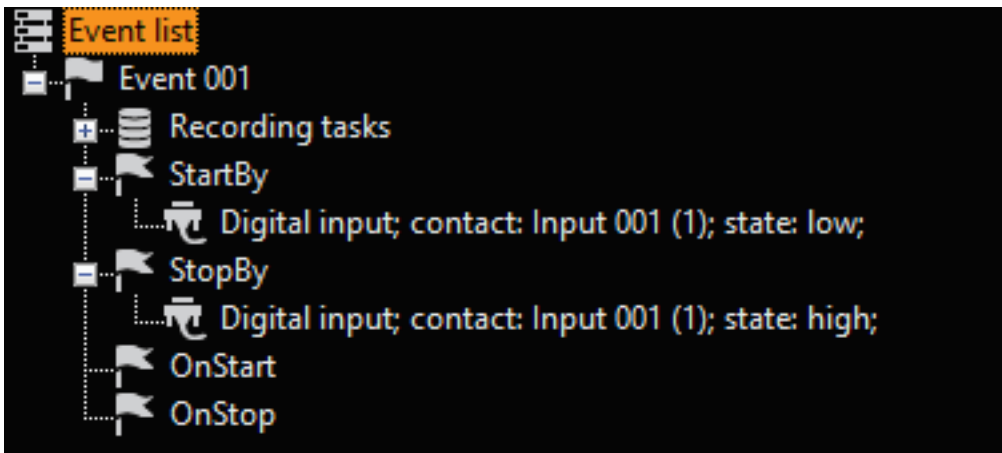 Event list
Event 001
Recording tasks
StartBy
Digital input; contact: Input 001 (1); state: low;
StopBy
Digital input; contact: Input 001 (1); state: high;
OnStart
OnStop